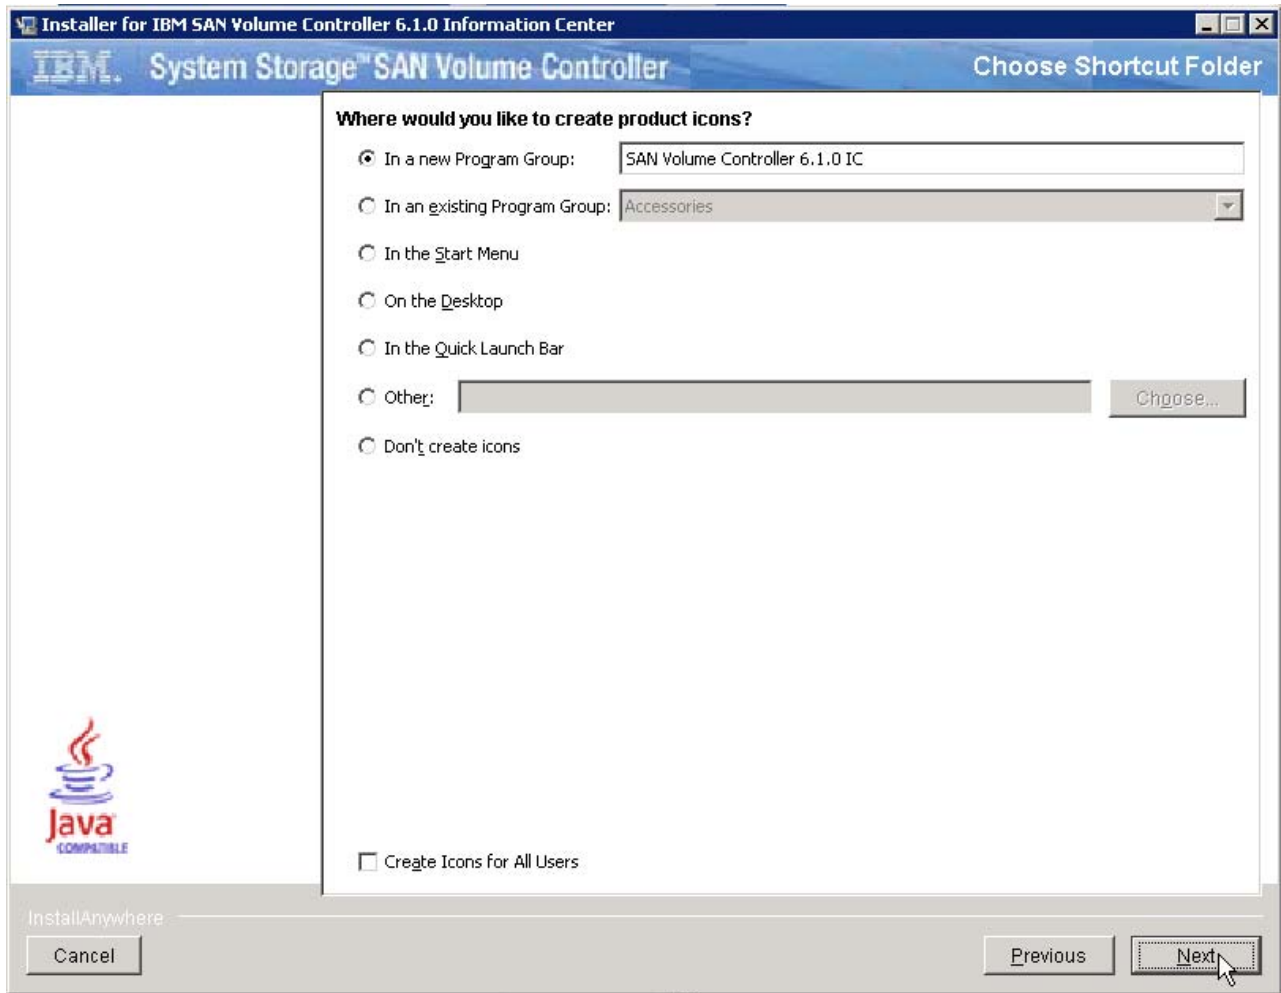 Installer for IBM SAN Volume Controller 6.1.0 Information Center
IBM. System Storage™ SAN Volume Controller
Choose Shortcut Folder
Where would you like to create product icons?
In a new Program Group: SAN Volume Controller 6.1.0 IC
In an existing Program Group: Accessories
In the Start Menu
On the Desktop
In the Quick Launch Bar
Other: Choose...
Don't create icons
Java
COMPATIBLE
Create Icons for All Users
InstallAnywhere
Cancel Previous Next